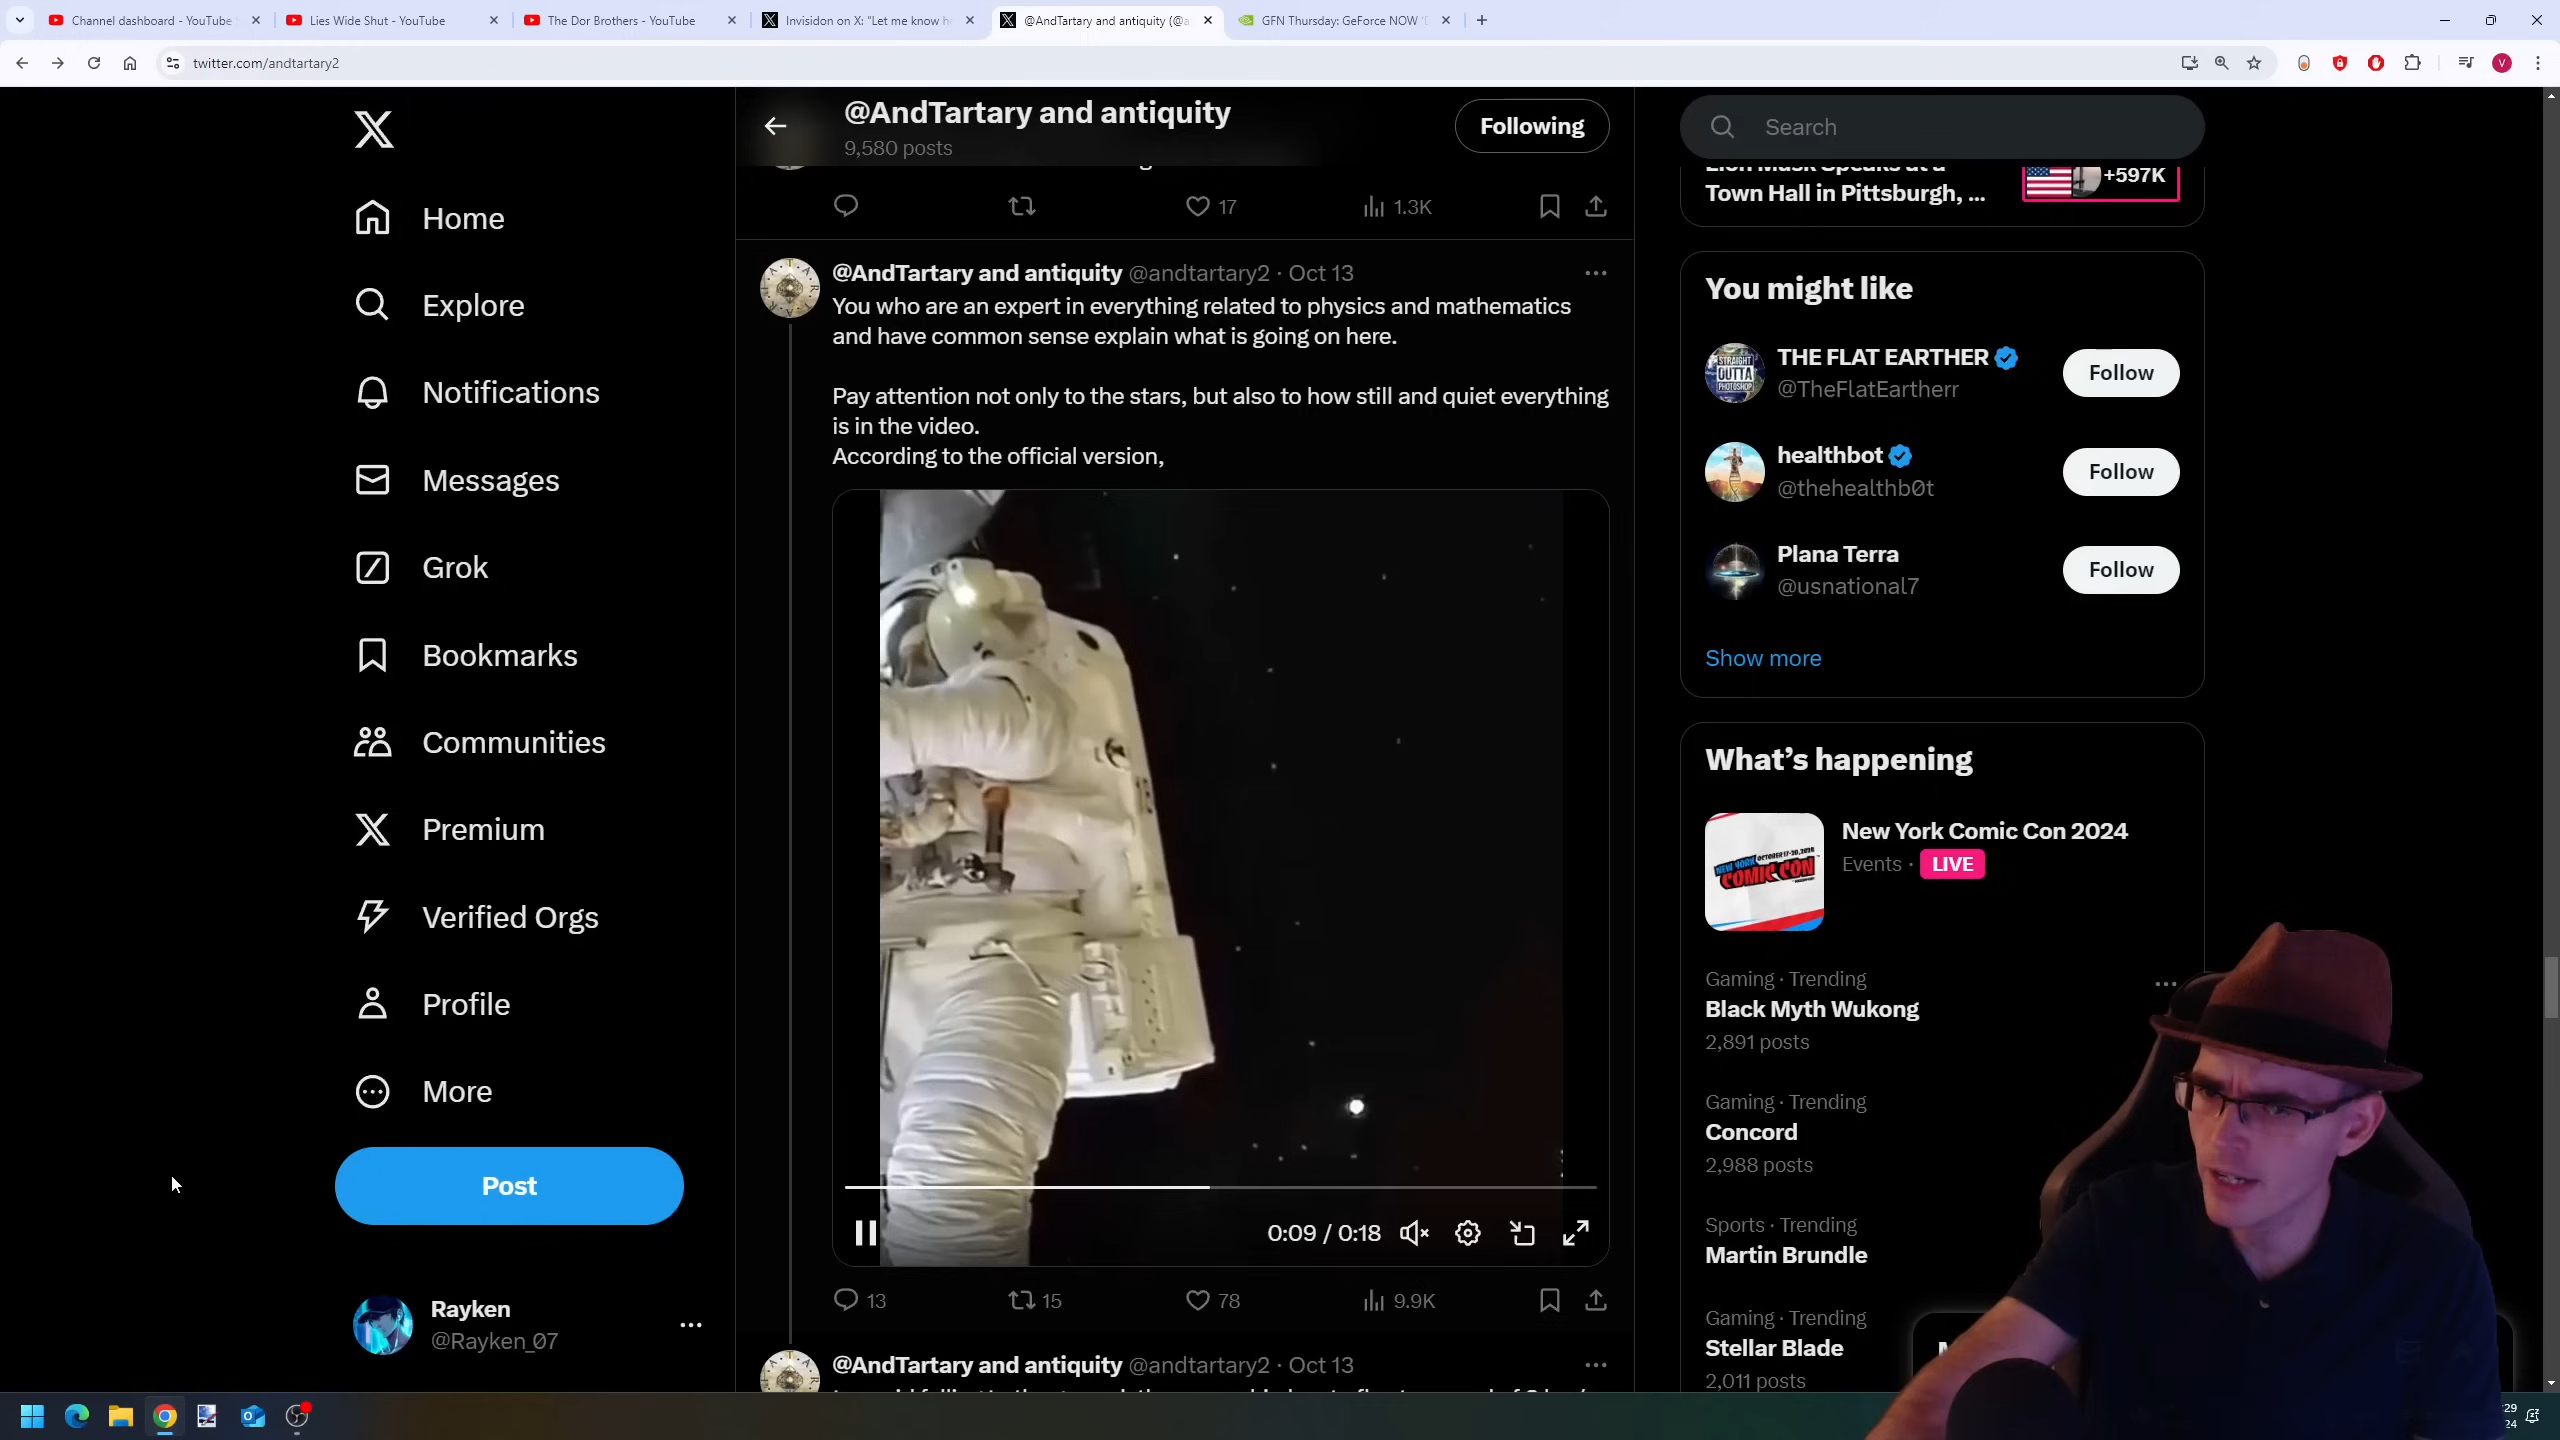 Channel dashboard - YouTube
Lies Wide Shut - YouTube
The Dor Brothers - YouTube
Invisidon on X: "Let me know h
@AndTartary and antiquity (@a
GFN Thursday: GeForce NOW
twitter.com/andtartary2
V
@AndTartary and antiquity
9,580 posts
Following
Search
Town Hall in Pittsburgh, ...
+597K
Home
Explore
Notifications
Messages
Grok
Bookmarks
Communities
Premium
Verified Orgs
Profile
More
Post
Rayken
@Rayken_07
17
1.3K
@AndTartary and antiquity @andtartary2 · Oct 13
You who are an expert in everything related to physics and mathematics
and have common sense explain what is going on here.
Pay attention not only to the stars, but also to how still and quiet everything
is in the video.
According to the official version,
0:09 / 0:18
13
15
78
9.9K
@AndTartary and antiquity @andtartary2 · Oct 13
You might like
THE FLAT EARTHER
@TheFlatEartherr
Follow
STRAIGHT
OUTTA
PHOTOSHOP
healthbot
@thehealthb0t
Follow
Plana Terra
@usnational7
Follow
Show more
What's happening
New York Comic Con 2024
Events · LIVE
NEW YORK
COMIC CON
Gaming · Trending
Black Myth Wukong
2,891 posts
Gaming · Trending
Concord
2,988 posts
Sports · Trending
Martin Brundle
Gaming · Trending
Stellar Blade
2,011 posts